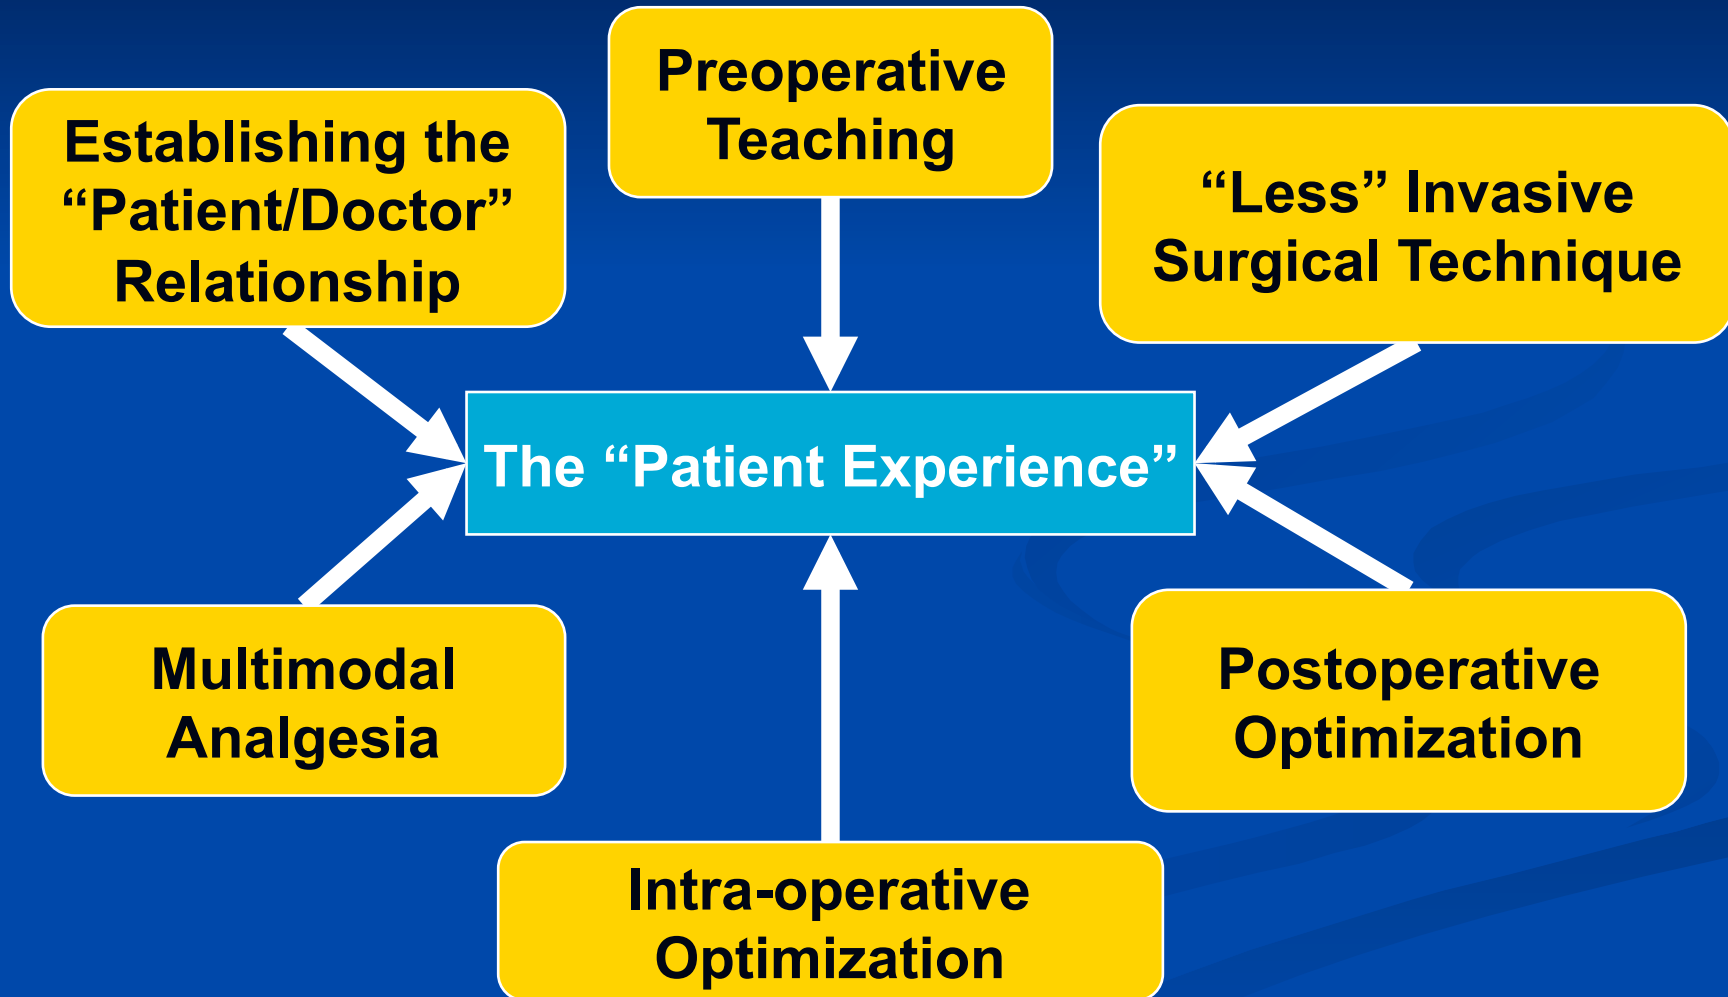 Preoperative
Teaching
Establishing the
“Patient/Doctor”
Relationship
“Less” Invasive
Surgical Technique
The “Patient Experience”
Multimodal
Analgesia
Postoperative
Optimization
Intra-operative
Optimization